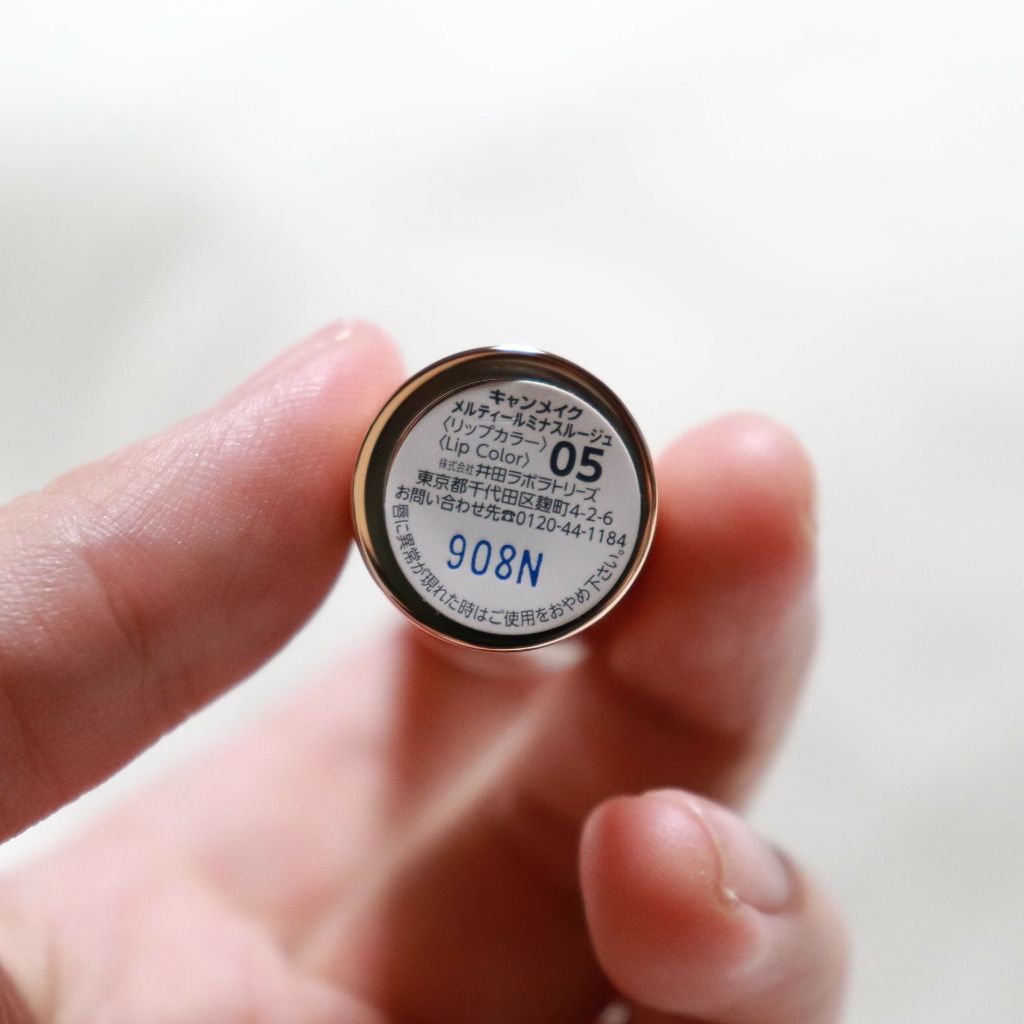 キャンメイク
メルティールミナスルージュ
〈リップカラー〉
〈Lip Color〉 05
株式会社井田ラボラトリーズ
東京都千代田区麹町4-2-6
お問い合わせ先☎0120-44-1184
908N
唇に異常が現れた時はご使用をおやめ下さい。